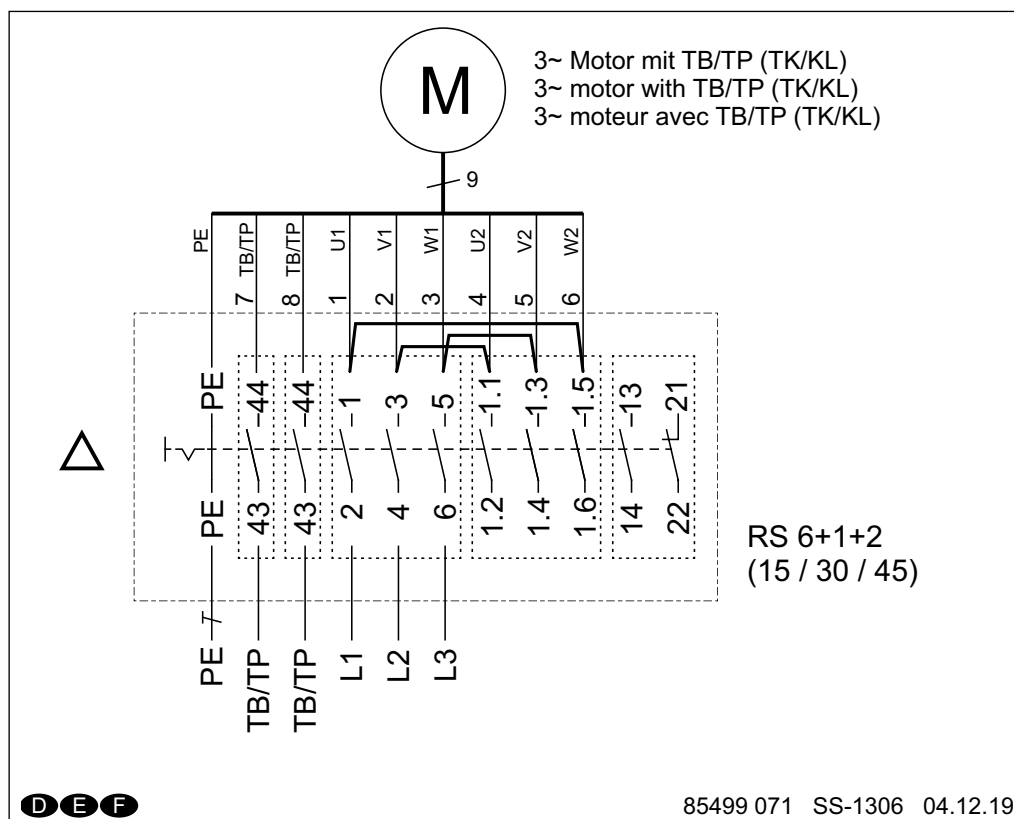 M
3~ Motor mit TB/TP (TK/KL)
3~ motor with TB/TP (TK/KL)
3~ moteur avec TB/TP (TK/KL)
9
PE TB/TP TB/TP U1 V1 W1 U2 V2 W2
7 8 1 2 3 4 5 6
PE 44 44 1 3 5 1.1 1.3 1.5 13 21
PE 43 43 2 4 6 1.2 1.4 1.6 14 22
RS 6+1+2
(15 / 30 / 45)
PE TB/TP TB/TP L1 L2 L3
D E F
85499 071 SS-1306 04.12.19